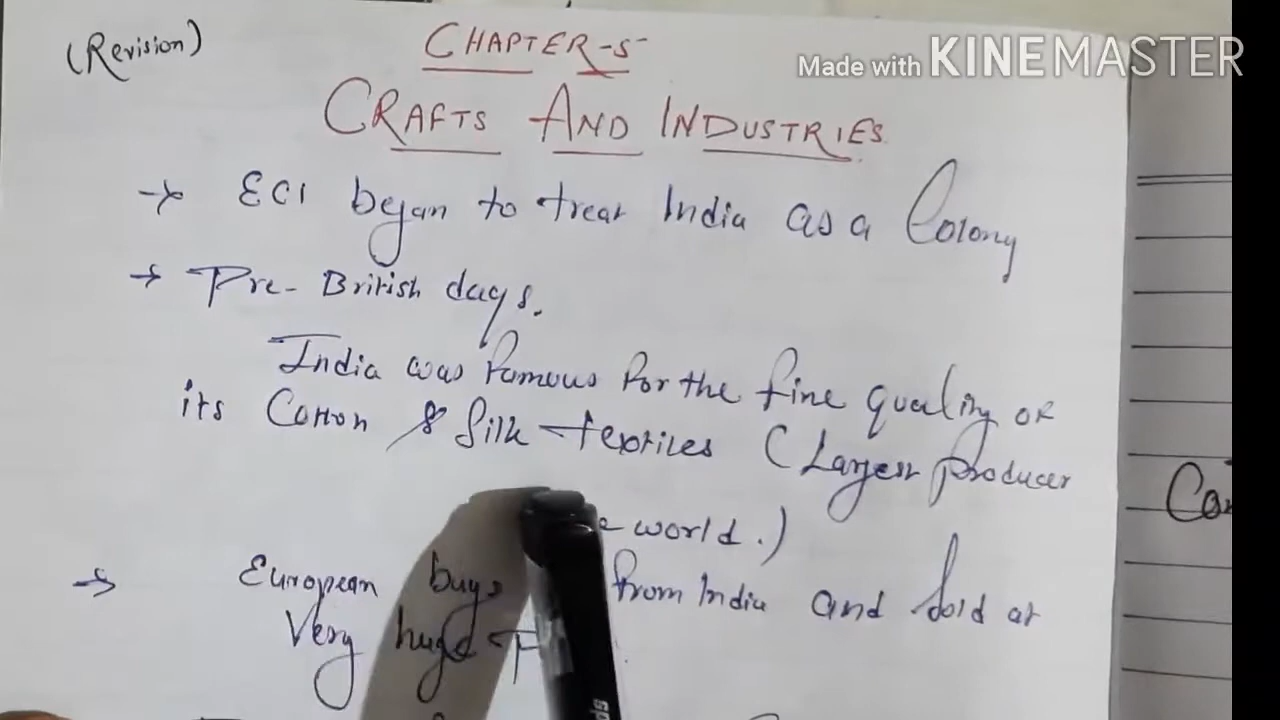 (Revision)
CHAPTER-5
Made with KINEMASTER
CRAFTS AND INDUSTRIES
→ ECI began to treat India as a Colony
→ Pre-British days.
India was famous for the fine quality of
its Cotton & Silk textiles (Largest producer
world.)
→ European buys from India and sold at
Very huge